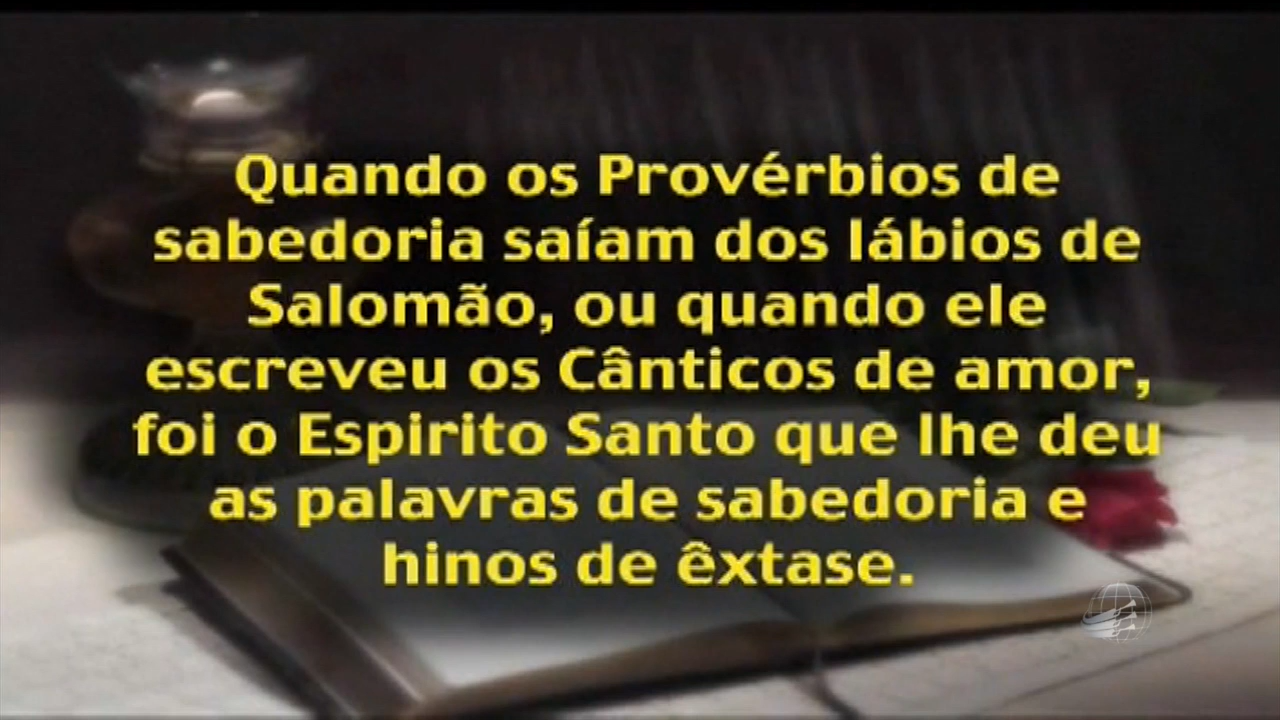 Quando os Provérbios de
sabedoria saíam dos lábios de
Salomão, ou quando ele
escreveu os Cânticos de amor,
foi o Espirito Santo que lhe deu
as palavras de sabedoria e
hinos de êxtase.